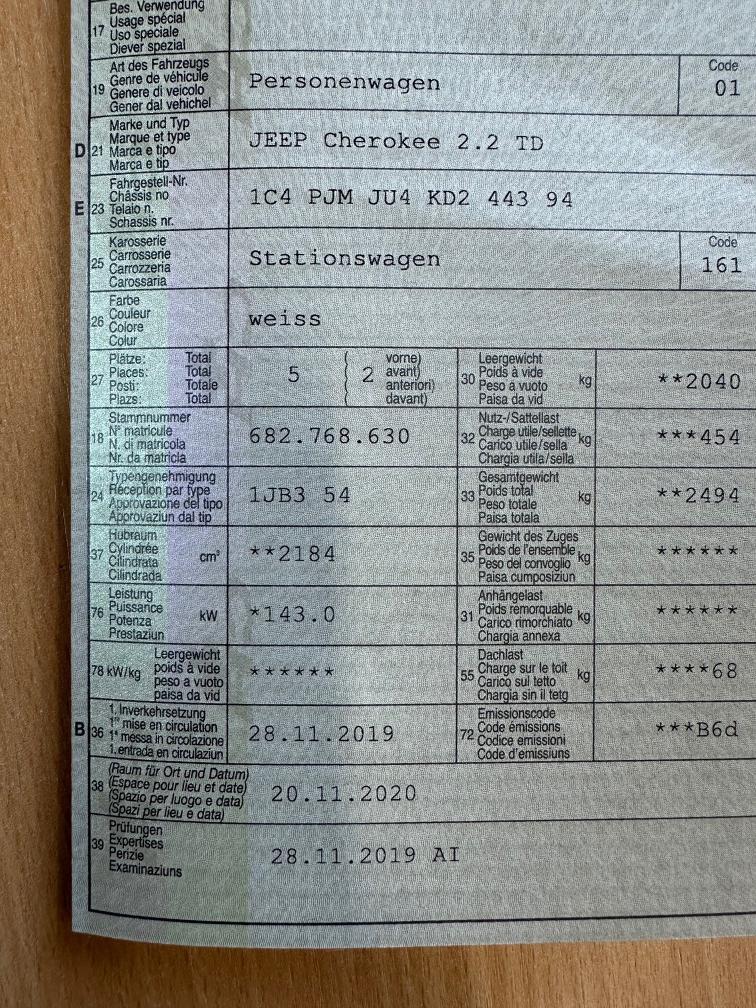 Bes. Verwendung
Usage spécial
17 Uso speciale
Diever spezial
Art des Fahrzeugs
Genre de véhicule
19 Genere di veicolo
Gener dal vehichel
Personenwagen
Code
01
Marke und Typ
Marque et type
D 21 Marca e tipo
Marca e tip
JEEP Cherokee 2.2 TD
Fahrgestell-Nr.
Châssis no
E 23 Telaio n.
Schassis nr.
1C4 PJM JU4 KD2 443 94
Karosserie
Carrosserie
25 Carrozzeria
Carossaria
Stationswagen
Code
161
Farbe
Couleur
26 Colore
Colur
weiss
Plätze: Total
Places: Total
27 Posti: Totale
Plazs: Total
5
2
vorne)
avant)
anteriori)
davant)
Leergewicht
30 Poids à vide kg
Peso a vuoto
Paisa da vid
**2040
Stammnummer
18 N° matricule
N. di matricola
Nr. da matricla
682.768.630
Nutz-/Sattellast
32 Charge utile/sellette kg
Carico utile/sella
Chargia utila/sella
***454
Typengenehmigung
24 Réception par type
Approvazione del tipo
Approvaziun dal tip
1JB3 54
Gesamtgewicht
33 Poids total kg
Peso totale
Paisa totala
**2494
Hubraum
37 Cylindrée cm³
Cilindrata
Cilindrada
**2184
Gewicht des Zuges
35 Poids de l'ensemble kg
Peso del convoglio
Paisa cumposiziun
******
Leistung
76 Puissance kW
Potenza
Prestaziun
*143.0
Anhängelast
31 Poids remorquable kg
Carico rimorchiato
Chargia annexa
******
Leergewicht
78 kW/kg poids à vide
peso a vuoto
paisa da vid
******
Dachlast
55 Charge sur le toit kg
Carico sul tetto
Chargia sin il tetg
****68
1. Inverkehrsetzung
B 36 1re mise en circulation
1a messa in circolazione
1. entrada en circulaziun
28.11.2019
Emissionscode
72 Code émissions
Codice emissioni
Code d'emissiuns
***B6d
(Raum für Ort und Datum)
38 (Espace pour lieu et date)
(Spazio per luogo e data)
(Spazi per lieu e data)
20.11.2020
Prüfungen
39 Expertises
Perizie
Examinaziuns
28.11.2019 AI